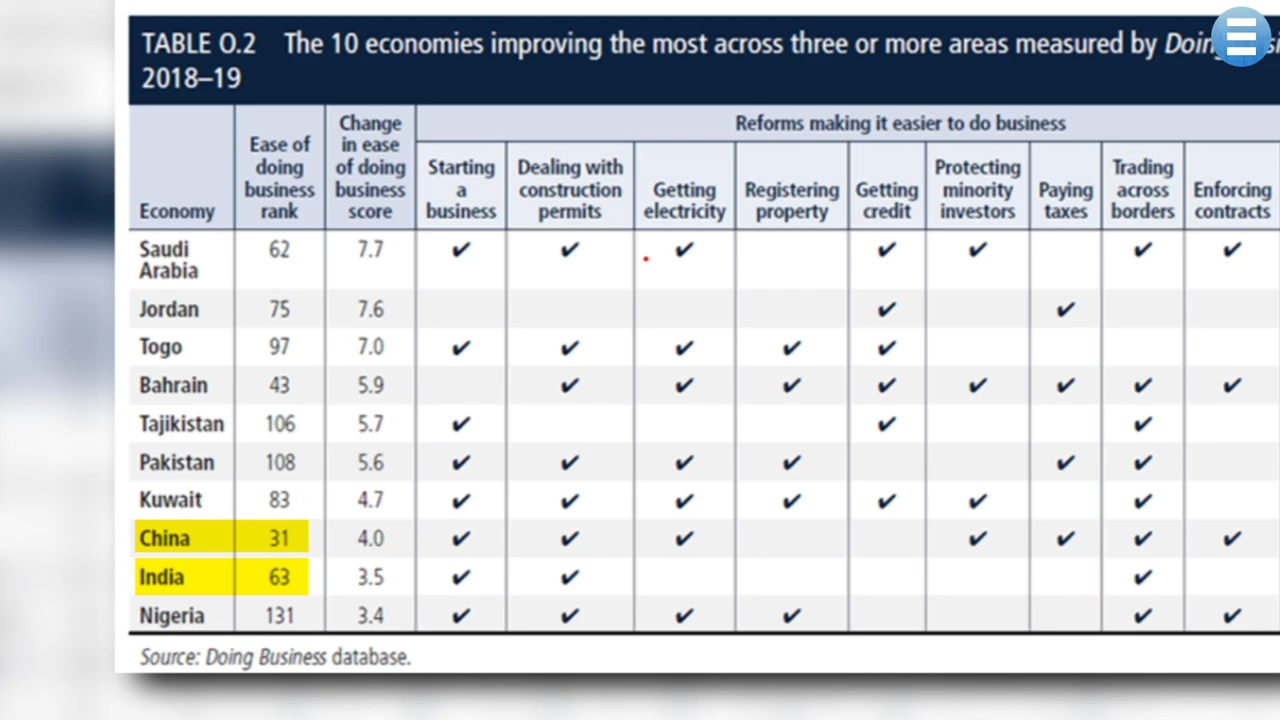 TABLE O.2 The 10 economies improving the most across three or more areas measured by
2018–19
Economy
Ease of doing business rank
Change in ease of doing business score
Reforms making it easier to do business
Starting a business
Dealing with construction permits
Getting electricity
Registering property
Getting credit
Protecting minority investors
Paying taxes
Trading across borders
Enforcing contracts
Saudi Arabia 62 7.7 ✔ ✔ ✔ ✔ ✔ ✔ ✔
Jordan 75 7.6 ✔ ✔
Togo 97 7.0 ✔ ✔ ✔ ✔ ✔
Bahrain 43 5.9 ✔ ✔ ✔ ✔ ✔ ✔ ✔ ✔
Tajikistan 106 5.7 ✔ ✔ ✔
Pakistan 108 5.6 ✔ ✔ ✔ ✔ ✔ ✔
Kuwait 83 4.7 ✔ ✔ ✔ ✔ ✔ ✔ ✔
China 31 4.0 ✔ ✔ ✔ ✔ ✔ ✔ ✔
India 63 3.5 ✔ ✔ ✔
Nigeria 131 3.4 ✔ ✔ ✔ ✔ ✔ ✔
Source: Doing Business database.